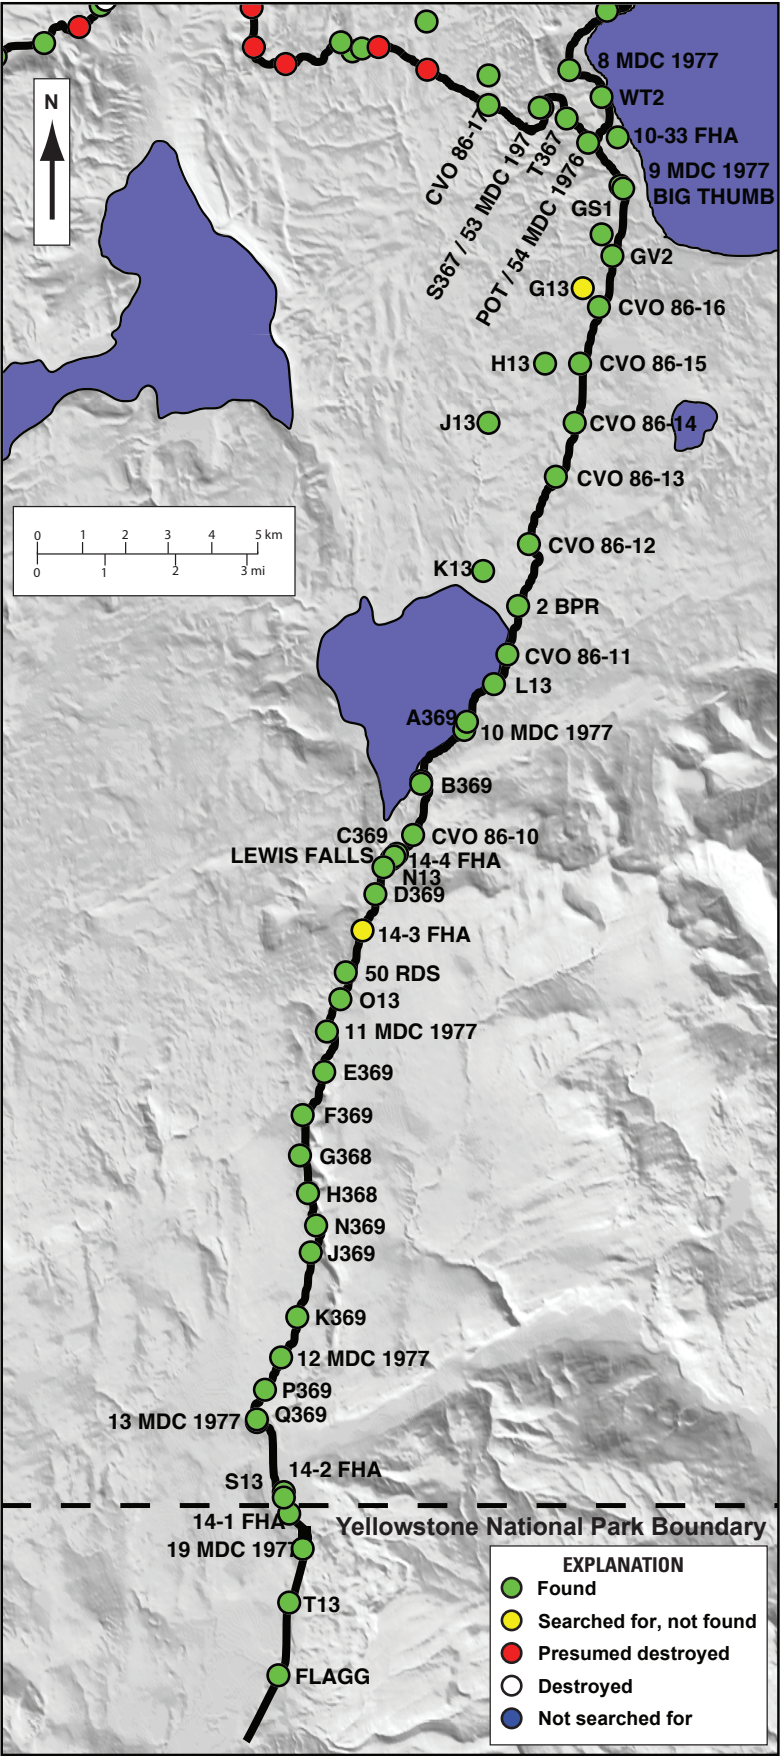 8 MDC 1977
N
WT2
CVO 86-17
S367 / 53 MDC 197
T367
POT / 54 MDC 1976
10-33 FHA
9 MDC 1977
BIG THUMB
GS1
GV2
G13
CVO 86-16
H13
CVO 86-15
J13
CVO 86-14
CVO 86-13
0 1 2 3 4 5 km
0 1 2 3 mi
CVO 86-12
K13
2 BPR
CVO 86-11
L13
A369
10 MDC 1977
B369
C369
CVO 86-10
LEWIS FALLS
14-4 FHA
N13
D369
14-3 FHA
50 RDS
O13
11 MDC 1977
E369
F369
G368
H368
N369
J369
K369
12 MDC 1977
P369
Q369
13 MDC 1977
14-2 FHA
S13
14-1 FHA
Yellowstone National Park Boundary
19 MDC 1977
EXPLANATION
Found
Searched for, not found
Presumed destroyed
Destroyed
Not searched for
T13
FLAGG